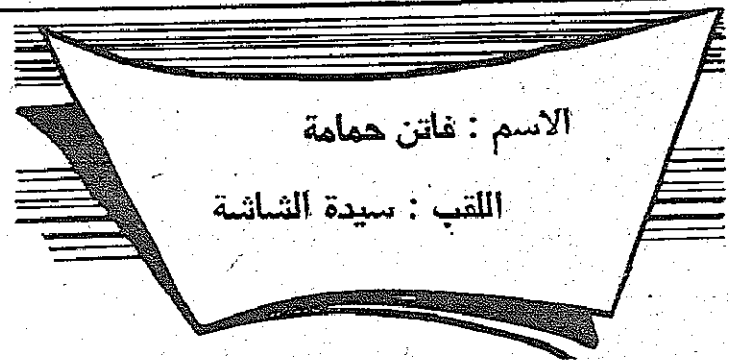 الاسم : فاتن حمامة
اللقب : سيدة الشاشة